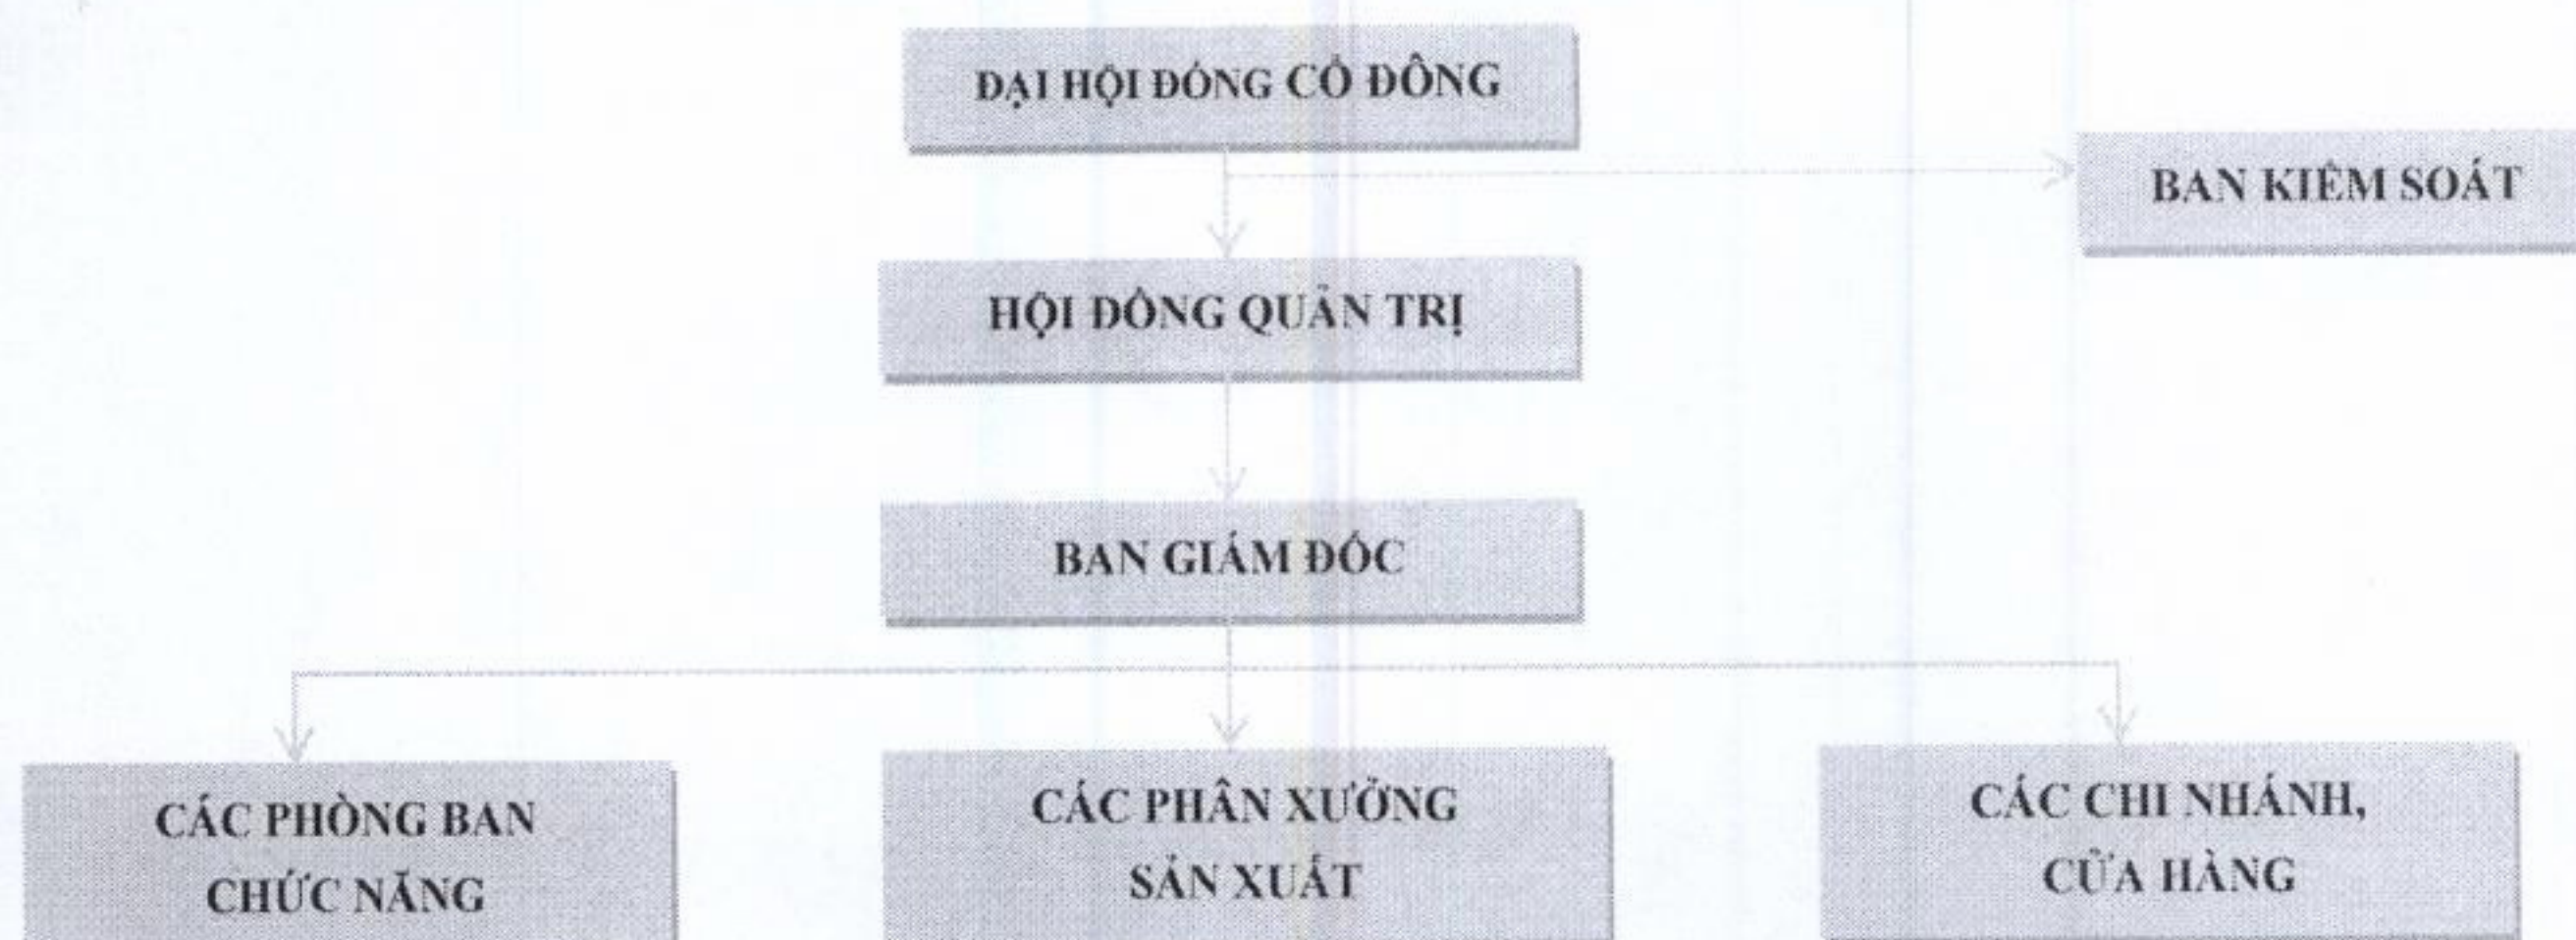 ĐẠI HỘI ĐỒNG CỔ ĐÔNG
BAN KIỂM SOÁT
HỘI ĐỒNG QUẢN TRỊ
BAN GIÁM ĐỐC
CÁC PHÒNG BAN
CHỨC NĂNG
CÁC PHÂN XƯỞNG
SẢN XUẤT
CÁC CHI NHÁNH,
CỬA HÀNG